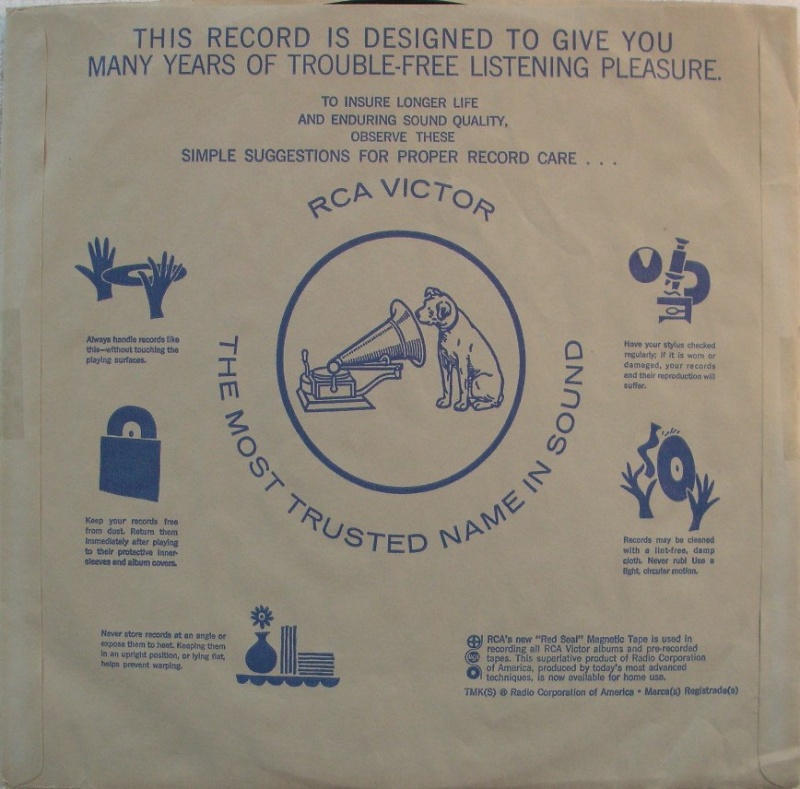 THIS RECORD IS DESIGNED TO GIVE YOU
MANY YEARS OF TROUBLE-FREE LISTENING PLEASURE.
TO INSURE LONGER LIFE
AND ENDURING SOUND QUALITY,
OBSERVE THESE
SIMPLE SUGGESTIONS FOR PROPER RECORD CARE . . .
RCA VICTOR
THE MOST TRUSTED NAME IN SOUND
Always handle records like
this—without touching the
playing surfaces.
Have your stylus checked
regularly; if it is worn or
damaged, your records
and their reproduction will
suffer.
Keep your records free
from dust. Return them
immediately after playing
to their protective inner-
sleeves and album covers.
Records may be cleaned
with a lint-free, damp
cloth. Never rub! Use a
light, circular motion.
Never store records at an angle or
expose them to heat. Keeping them
in an upright position, or lying flat,
helps prevent warping.
RCA's new "Red Seal" Magnetic Tape is used in
recording all RCA Victor albums and pre-recorded
tapes. This superlative product of Radio Corporation
of America, produced by today's most advanced
techniques, is now available for home use.
TMK(S) ® Radio Corporation of America • Marca(s) Registrada(s)